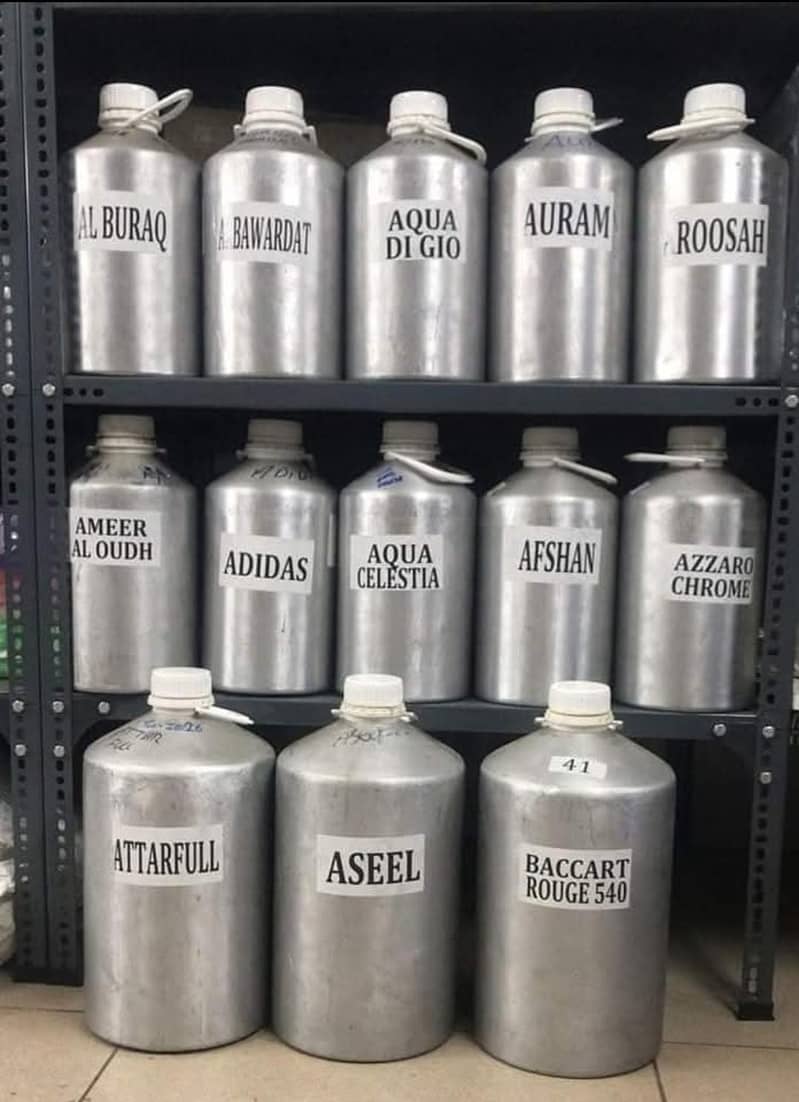 AL BURAQ
BAWARDAT
AQUA
DI GIO
AURAM
ROOSAH
AMEER
AL OUDH
ADIDAS
AQUA
CELESTIA
AFSHAN
AZZARO
CHROME
ATTARFULL
ASEEL
41
BACCART
ROUGE 540